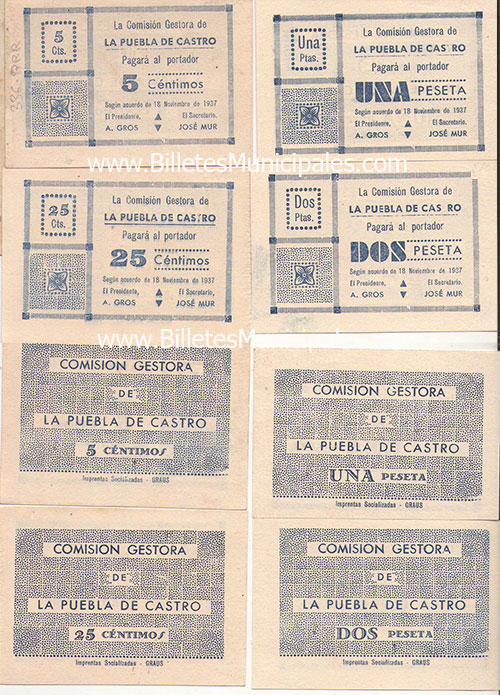 5
Cts.
La Comisión Gestora de
LA PUEBLA DE CASTRO
Pagará al portador
5 Céntimos
Según acuerdo de 18 Noviembre de 1937
El Presidente, El Secretario,
A. GROS JOSÉ MUR
Una
Ptas.
La Comisión Gestora de
LA PUEBLA DE CAS RO
Pagará al portador
UNA PESETA
Según acuerdo de 18 Noviembre de 1937
El Presidente, El Secretario,
A. GROS JOSÉ MUR
www.BilletesMunicipales.com
25
Cts.
La Comisión Gestora de
LA PUEBLA DE CASTRO
Pagará al portador
25 Céntimos
Según acuerdo de 18 Noviembre de 1937
El Presidente, El Secretario,
A. GROS JOSÉ MUR
Dos
Ptas.
La Comisión Gestora de
LA PUEBLA DE CAS RO
Pagará al portador
DOS PESETA
Según acuerdo de 18 Noviembre de 1937
El Presidente, El Secretario,
A. GROS JOSÉ MUR
COMISION GESTORA
DE
LA PUEBLA DE CASTRO
5 CÉNTIMOS
Imprentas Socializadas - GRAUS
COMISION GESTORA
DE
LA PUEBLA DE CASTRO
UNA PESETA
Imprentas Socializadas - GRAUS
COMISION GESTORA
DE
LA PUEBLA DE CASTRO
25 CÉNTIMOS
Imprentas Socializadas - GRAUS
COMISION GESTORA
DE
LA PUEBLA DE CASTRO
DOS PESETA
Imprentas Socializadas - GRAUS